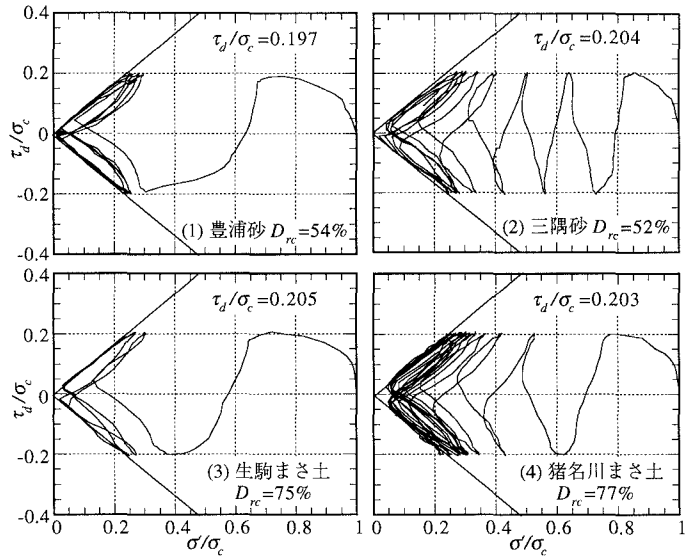 0.4
0.2
0
-0.2
-0.4
τd/σc
τd/σc=0.197
(1) 豊浦砂 Drc=54%
τd/σc=0.204
(2) 三隅砂 Drc=52%
0.4
0.2
0
-0.2
-0.4
τd/σc
τd/σc=0.205
(3) 生駒まさ土
Drc=75%
τd/σc=0.203
(4) 猪名川まさ土
Drc=77%
0 0.2 0.4 0.6 0.8 1
σ'/σc
0 0.2 0.4 0.6 0.8 1
σ'/σc